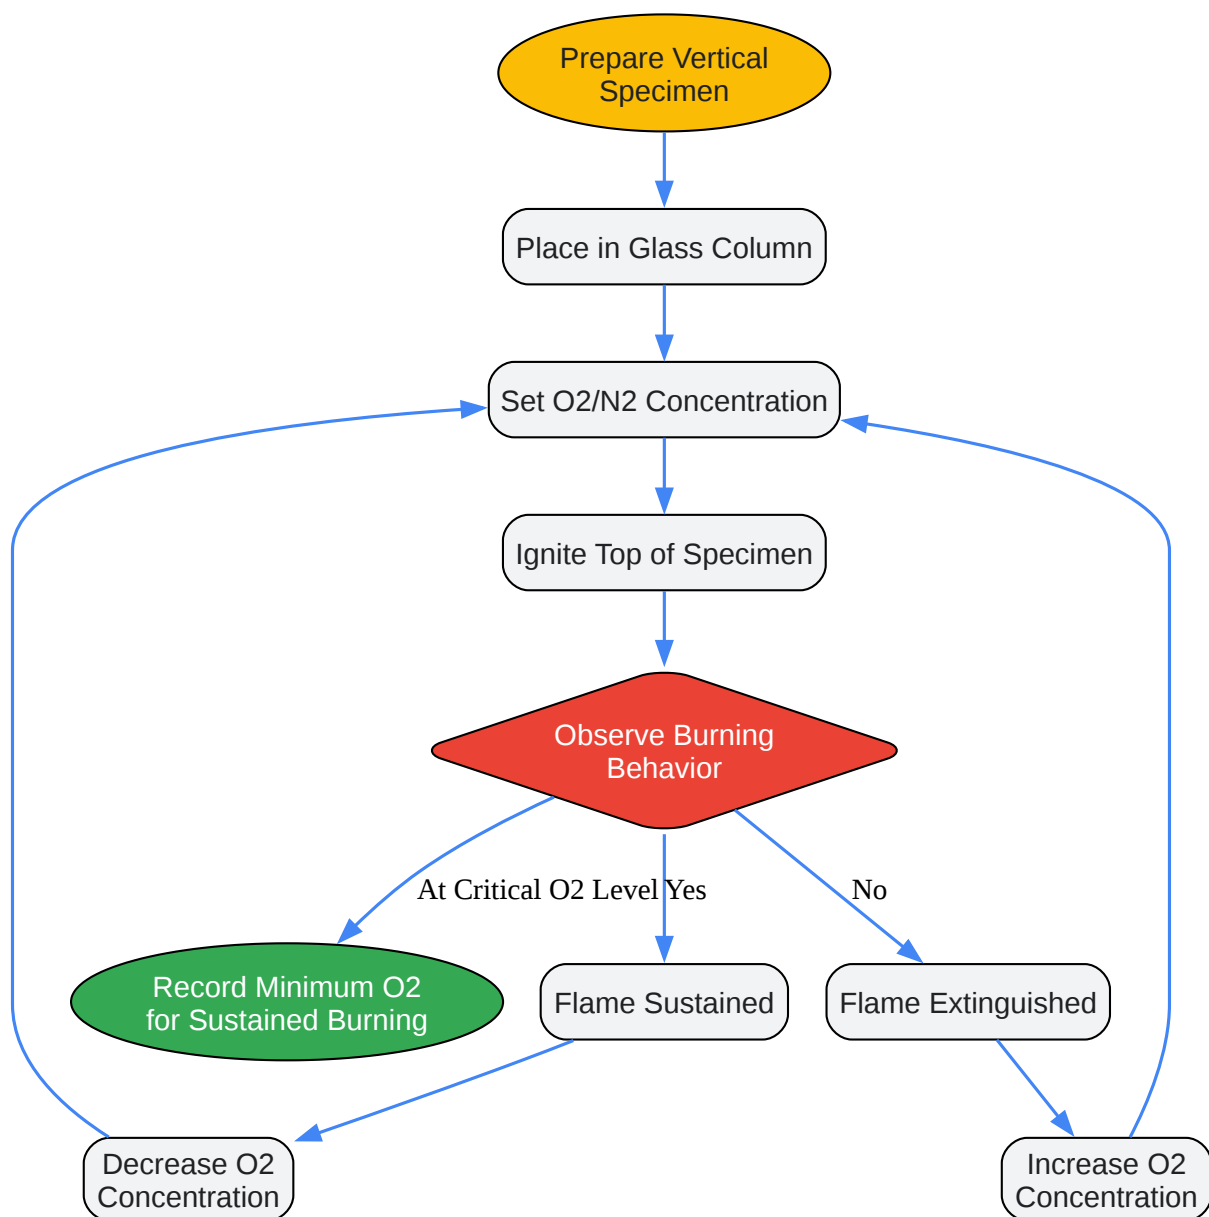 Prepare Vertical
Specimen
Place in Glass Column
Set O2/N2 Concentration
Ignite Top of Specimen
Observe Burning
Behavior
At Critical O2 Level
Yes
No
Record Minimum O2
for Sustained Burning
Flame Sustained
Flame Extinguished
Decrease O2
Concentration
Increase O2
Concentration